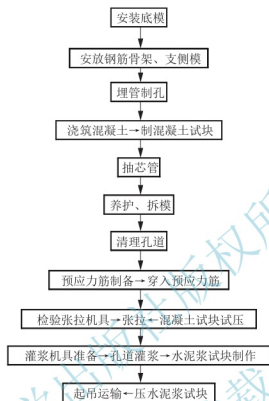 安装底模
安放钢筋骨架、支侧模
埋管制孔
浇筑混凝土→制混凝土试块
抽芯管
养护、拆模
清理孔道
预应力筋制备→穿入预应力筋
检验张拉机具→张拉←混凝土试块试压
灌浆机具准备→孔道灌浆→水泥浆试块制作
起吊运输←压水泥浆试块